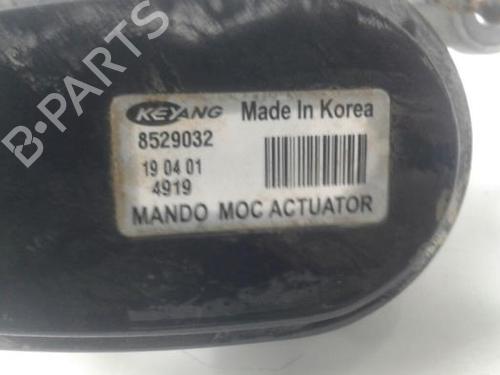 KEYANG Made In Korea
8529032
19 04 01
4919
MANDO MOC ACTUATOR
B-PARTS